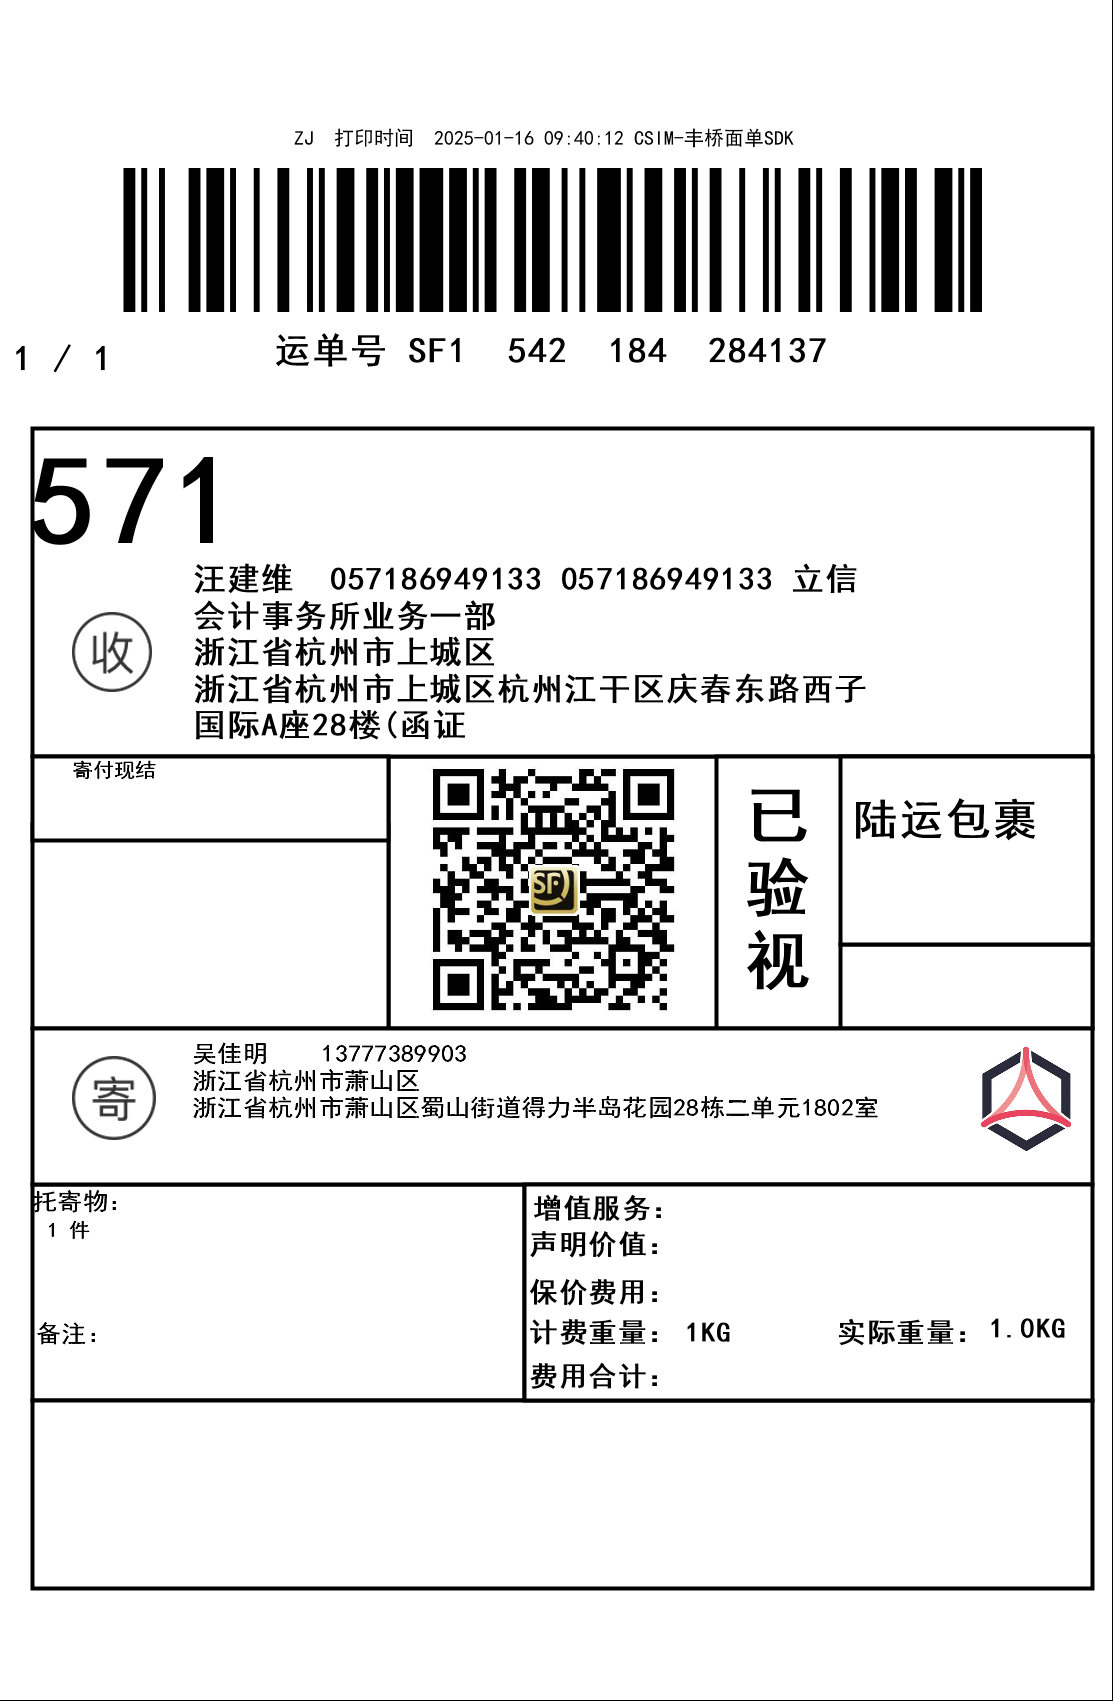 ZJ 打印时间 2025-01-16 09:40:12 CSIM-丰桥面单SDK
1 / 1
运单号 SF1 542 184 284137
571
收
汪建维 057186949133 057186949133 立信
会计事务所业务一部
浙江省杭州市上城区
浙江省杭州市上城区杭州江干区庆春东路西子
国际A座28楼(函证
寄付现结
SF
已
验
视
陆运包裹
寄
吴佳明 13777389903
浙江省杭州市萧山区
浙江省杭州市萧山区蜀山街道得力半岛花园28栋二单元1802室
托寄物:
1 件
备注:
增值服务:
声明价值:
保价费用:
计费重量: 1KG 实际重量: 1.0KG
费用合计: